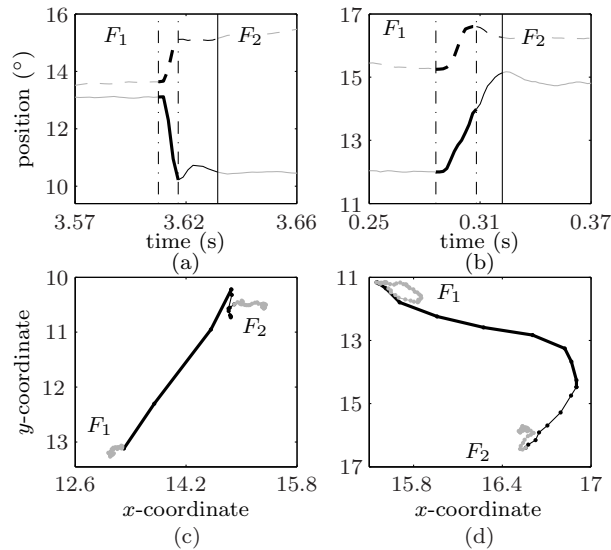 16
14
12
10
position (°)
F1
F2
3.57
3.62
3.66
time (s)
(a)
17
15
13
11
F1
F2
0.25
0.31
0.37
time (s)
(b)
10
11
12
13
y-coordinate
F1
F2
12.6
14.2
15.8
x-coordinate
(c)
11
13
15
17
F1
F2
15.8
16.4
17
x-coordinate
(d)